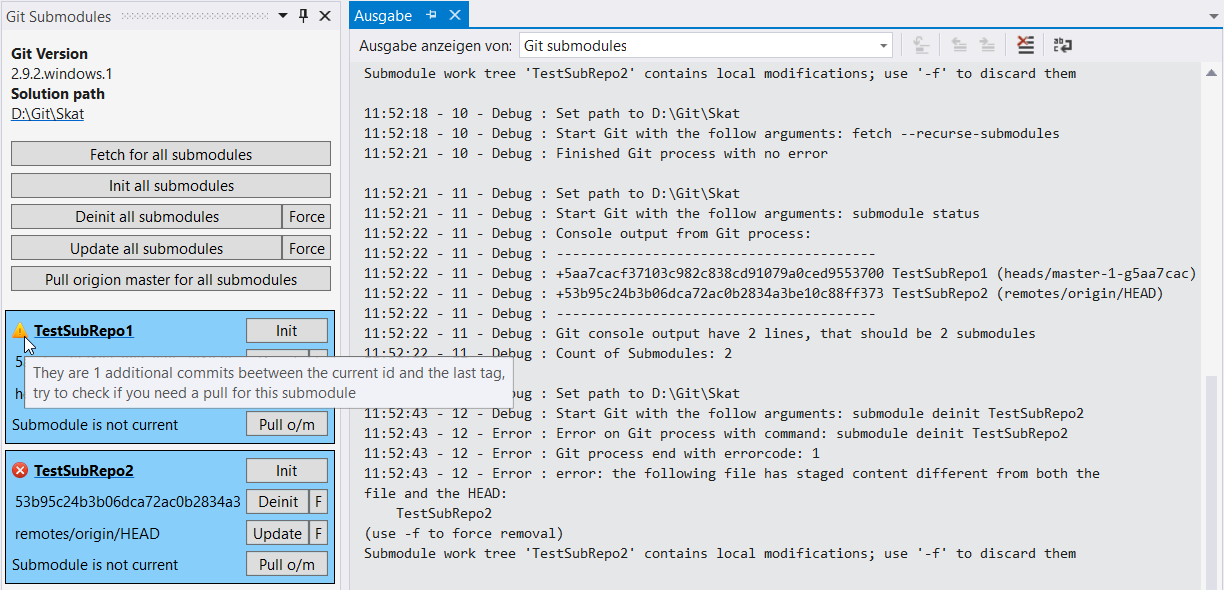 Git Submodules
Git Version
2.9.2.windows.1
Solution path
D:\Git\Skat
Fetch for all submodules
Init all submodules
Deinit all submodules Force
Update all submodules Force
Pull origion master for all submodules
TestSubRepo1 Init
They are 1 additional commits beetween the current id and the last tag,
try to check if you need a pull for this submodule
Submodule is not current Pull o/m
TestSubRepo2 Init
53b95c24b3b06dca72ac0b2834a3 Deinit F
remotes/origin/HEAD Update F
Submodule is not current Pull o/m
Ausgabe
Ausgabe anzeigen von: Git submodules
Submodule work tree 'TestSubRepo2' contains local modifications; use '-f' to discard them
11:52:18 - 10 - Debug : Set path to D:\Git\Skat
11:52:18 - 10 - Debug : Start Git with the follow arguments: fetch --recurse-submodules
11:52:21 - 10 - Debug : Finished Git process with no error
11:52:21 - 11 - Debug : Set path to D:\Git\Skat
11:52:21 - 11 - Debug : Start Git with the follow arguments: submodule status
11:52:22 - 11 - Debug : Console output from Git process:
11:52:22 - 11 - Debug : ----------------------------------------
11:52:22 - 11 - Debug : +5aa7cacf37103c982c838cd91079a0ced9553700 TestSubRepo1 (heads/master-1-g5aa7cac)
11:52:22 - 11 - Debug : +53b95c24b3b06dca72ac0b2834a3be10c88ff373 TestSubRepo2 (remotes/origin/HEAD)
11:52:22 - 11 - Debug : ----------------------------------------
11:52:22 - 11 - Debug : Git console output have 2 lines, that should be 2 submodules
11:52:22 - 11 - Debug : Count of Submodules: 2
bug : Set path to D:\Git\Skat
11:52:43 - 12 - Debug : Start Git with the follow arguments: submodule deinit TestSubRepo2
11:52:43 - 12 - Error : Error on Git process with command: submodule deinit TestSubRepo2
11:52:43 - 12 - Error : Git process end with errorcode: 1
11:52:43 - 12 - Error : error: the following file has staged content different from both the
file and the HEAD:
TestSubRepo2
(use -f to force removal)
Submodule work tree 'TestSubRepo2' contains local modifications; use '-f' to discard them